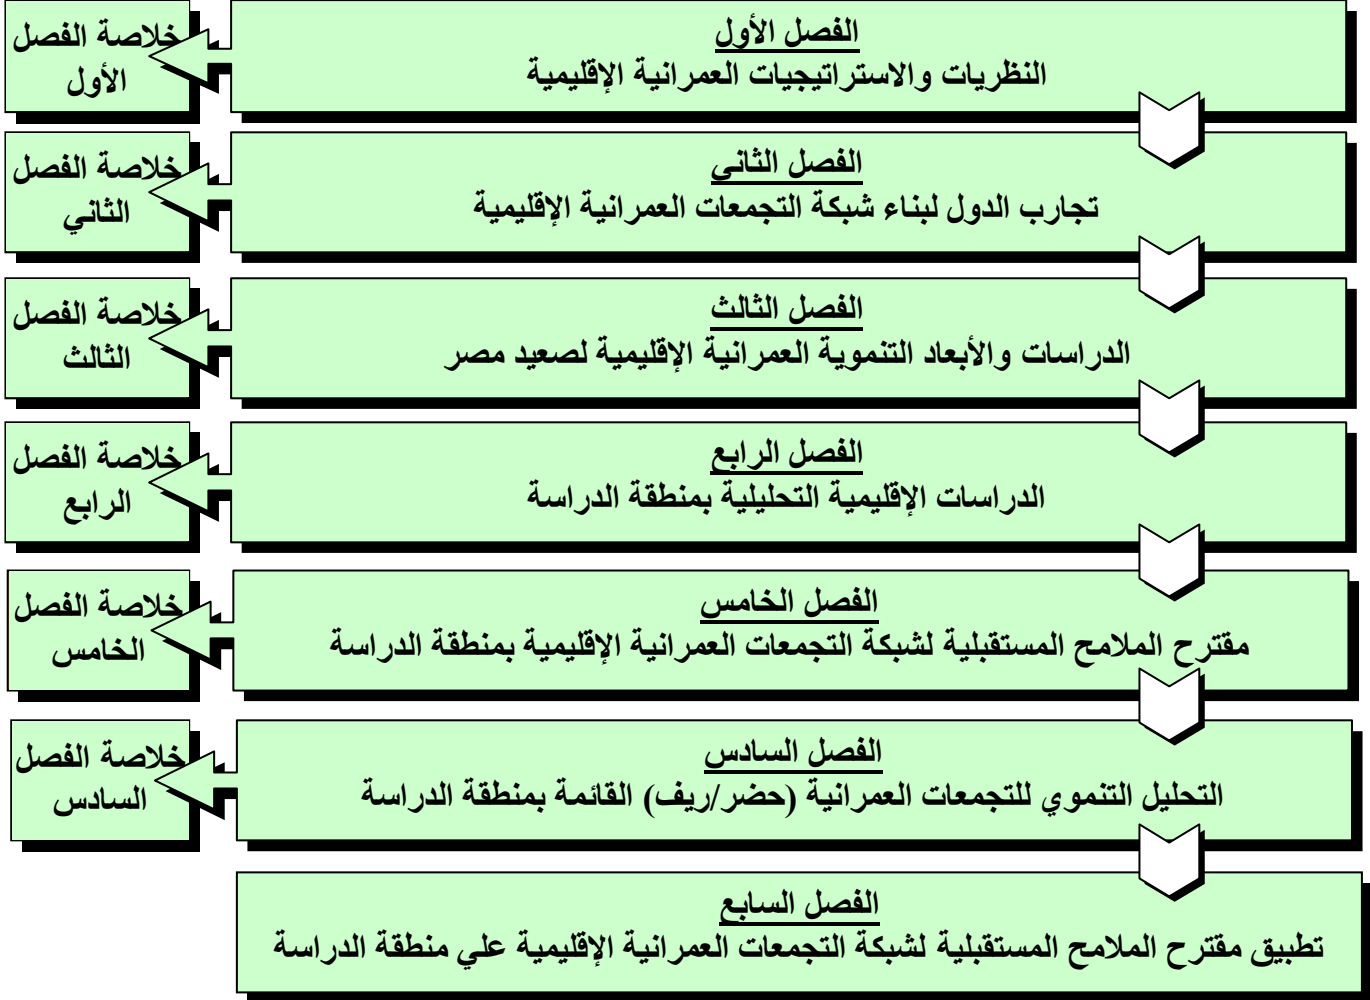 الفصل الأول
النظريات والاستراتيجيات العمرانية الإقليمية
خلاصة الفصل
الأول
الفصل الثاني
تجارب الدول لبناء شبكة التجمعات العمرانية الإقليمية
خلاصة الفصل
الثاني
الفصل الثالث
الدراسات والأبعاد التنموية العمرانية الإقليمية لصعيد مصر
خلاصة الفصل
الثالث
الفصل الرابع
الدراسات الإقليمية التحليلية بمنطقة الدراسة
خلاصة الفصل
الرابع
الفصل الخامس
مقترح الملامح المستقبلية لشبكة التجمعات العمرانية الإقليمية بمنطقة الدراسة
خلاصة الفصل
الخامس
الفصل السادس
التحليل التنموي للتجمعات العمرانية (حضر/ريف) القائمة بمنطقة الدراسة
خلاصة الفصل
السادس
الفصل السابع
تطبيق مقترح الملامح المستقبلية لشبكة التجمعات العمرانية الإقليمية علي منطقة الدراسة